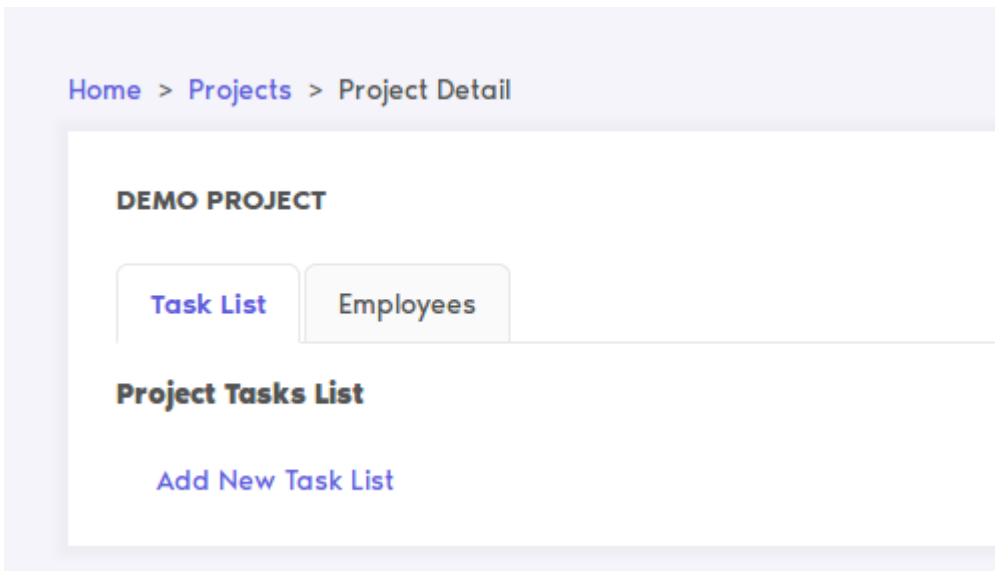 Home > Projects > Project Detail
DEMO PROJECT
Task List Employees
Project Tasks List
Add New Task List